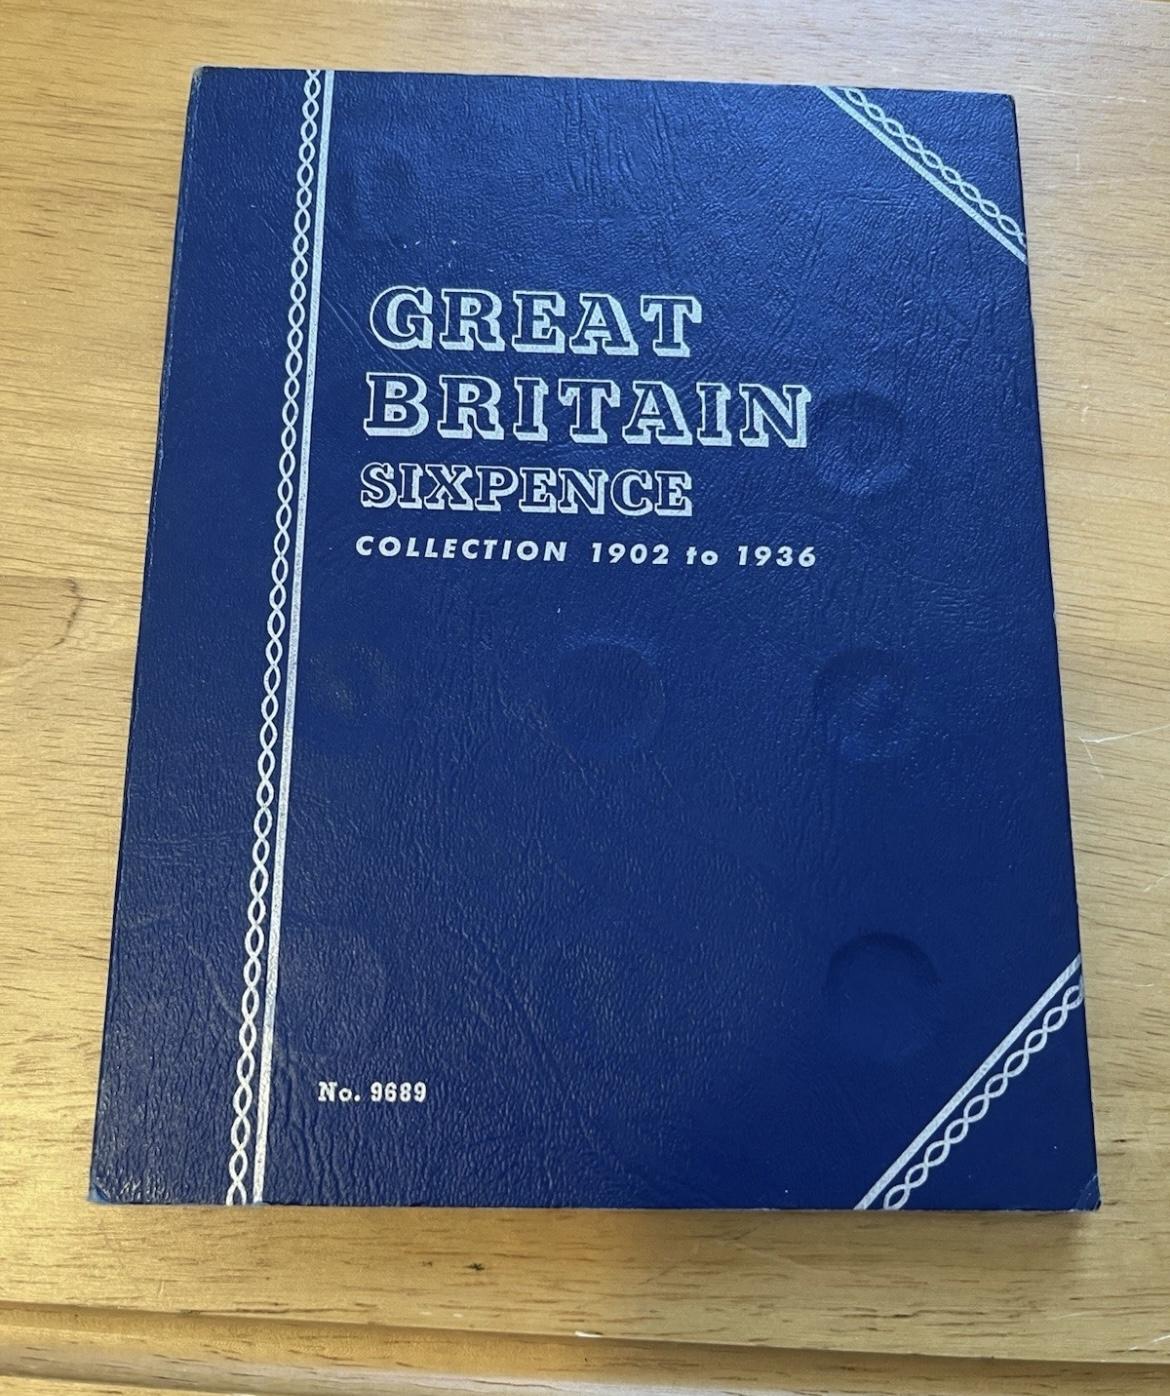 GREAT
BRITAIN
SIXPENCE
COLLECTION 1902 to 1936
No. 9689